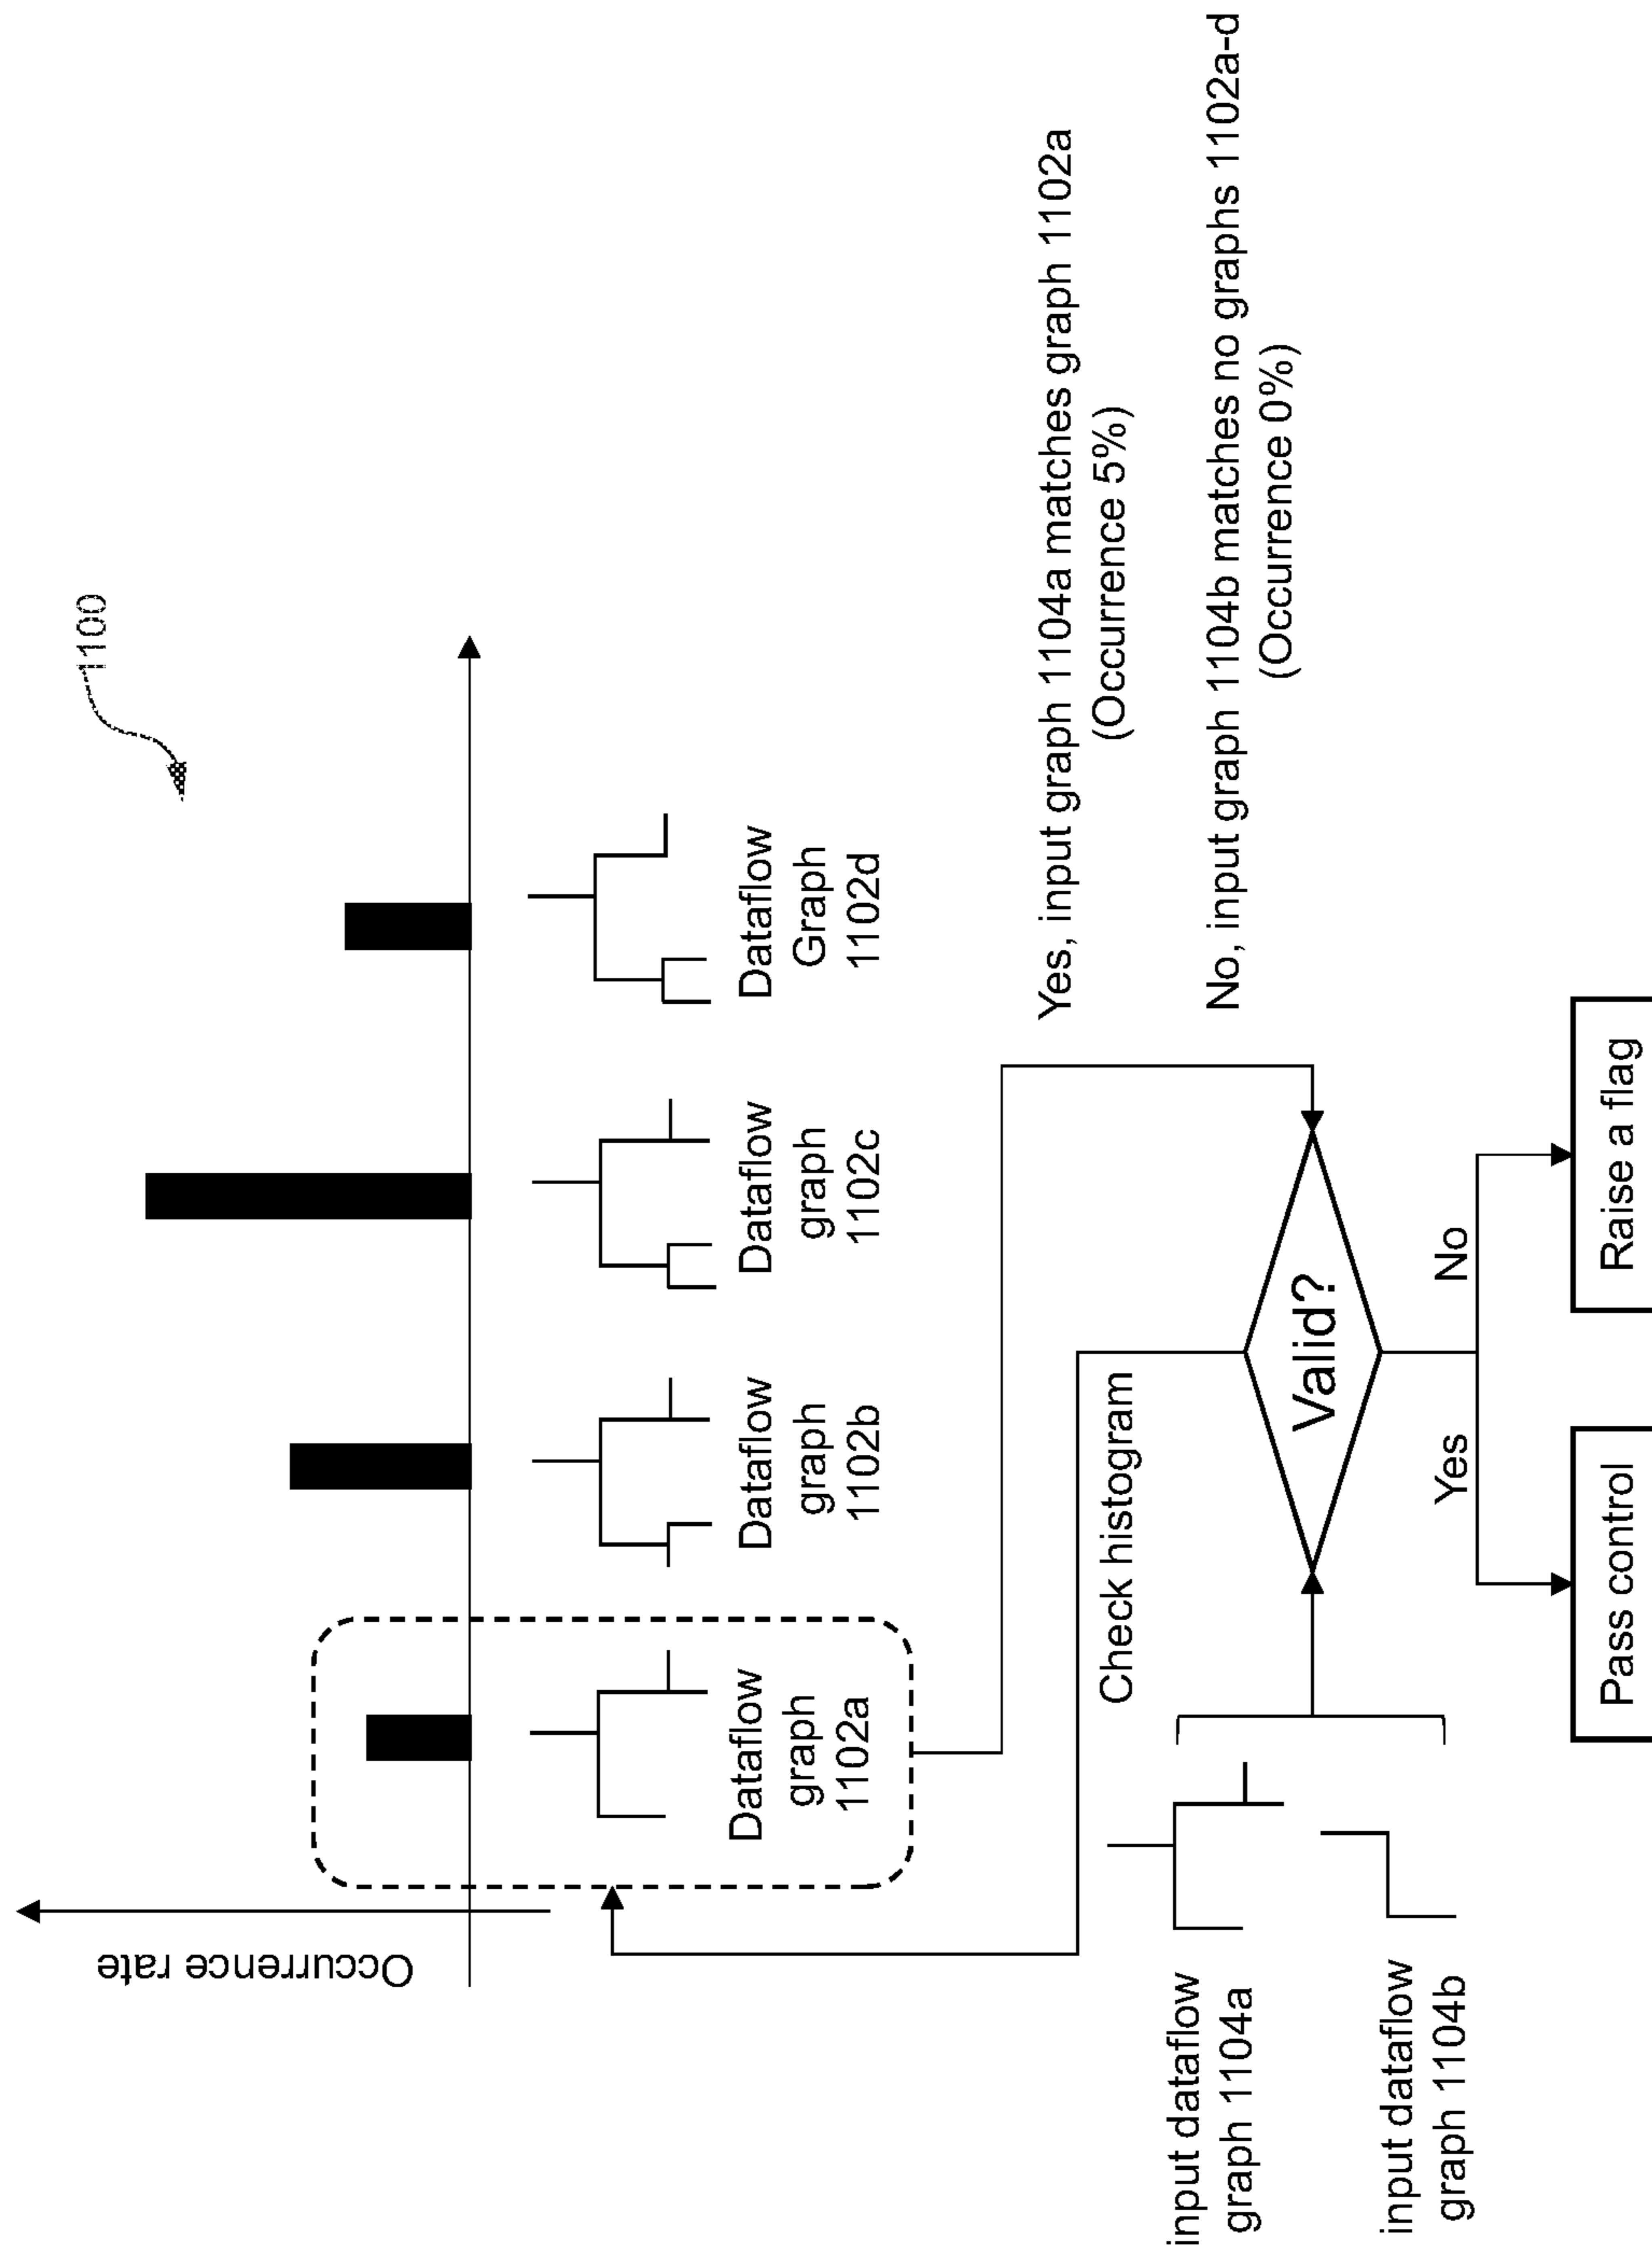 1100
Occurrence rate
Dataflow
graph
1102a
Dataflow
graph
1102b
Dataflow
graph
1102c
Dataflow
Graph
1102d
Yes, input graph 1104a matches graph 1102a
(Occurrence 5%)
No, input graph 1104b matches no graphs 1102a-d
(Occurrence 0%)
Check histogram
input dataflow
graph 1104a
input dataflow
graph 1104b
Valid?
Yes
No
Pass control
Raise a flag